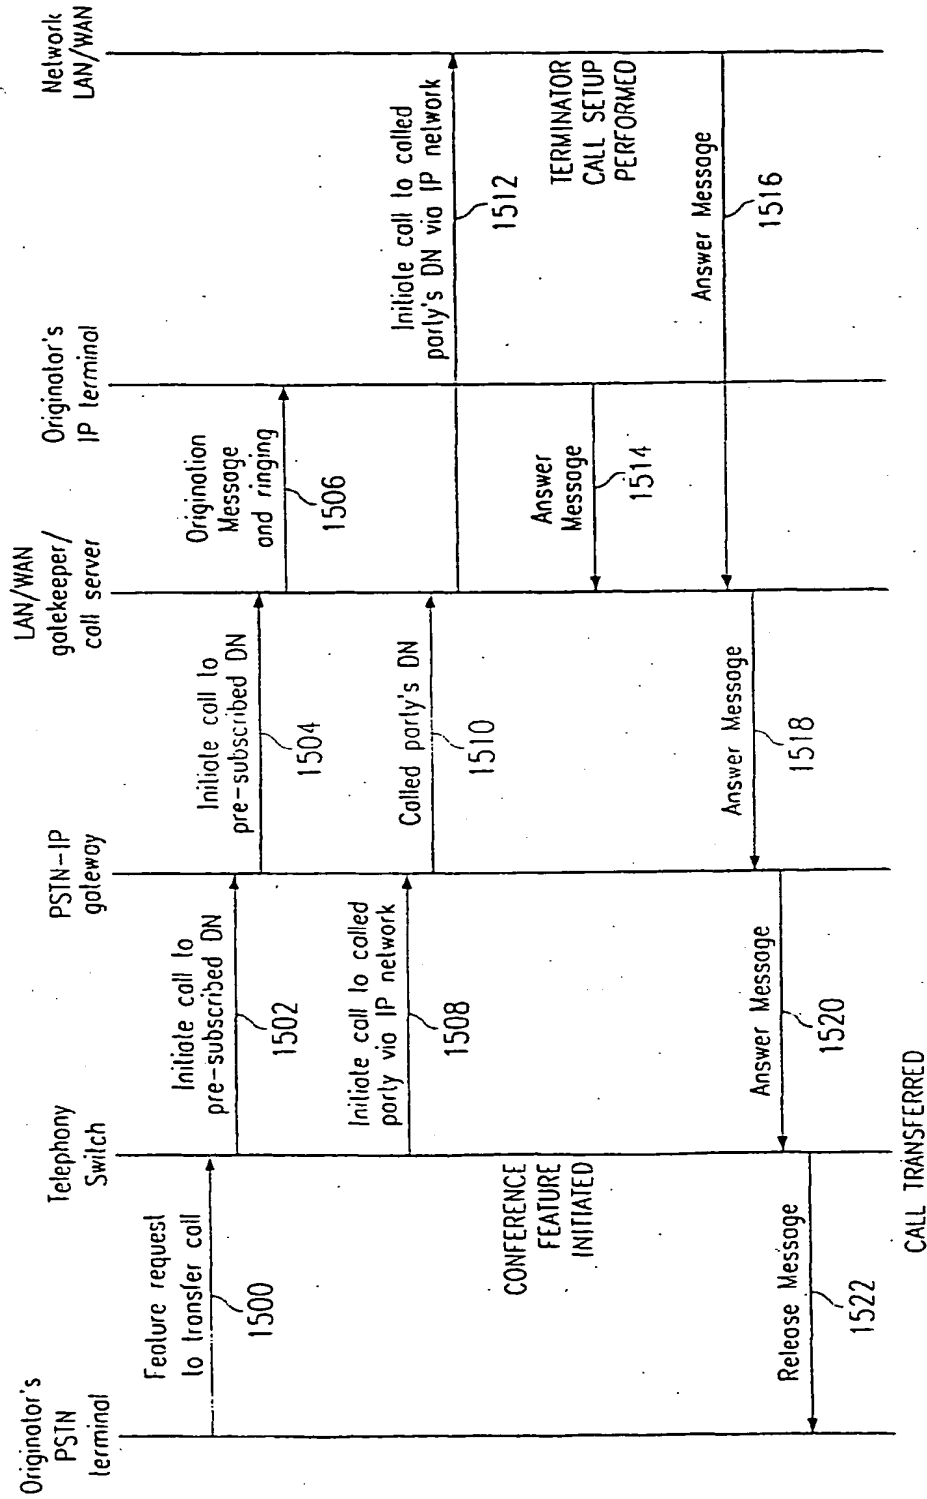 Originator's
PSTN
terminal
Telephony
Switch
PSTN-IP
gateway
LAN/WAN
gatekeeper/
call server
Originator's
IP terminal
Network
LAN/WAN
Feature request
to transfer call
1500
Initiate call to
pre-subscribed DN
1502
Initiate call to
pre-subscribed DN
1504
Origination
Message
and ringing
1506
Initiate call to called
party via IP network
1508
Called party's DN
1510
Initiate call to called
party's DN via IP network
1512
CONFERENCE
FEATURE
INITIATED
Answer
Message
1514
TERMINATOR
CALL SETUP
PERFORMED
Answer Message
1516
Answer Message
1518
Answer Message
1520
Release Message
1522
CALL TRANSFERRED